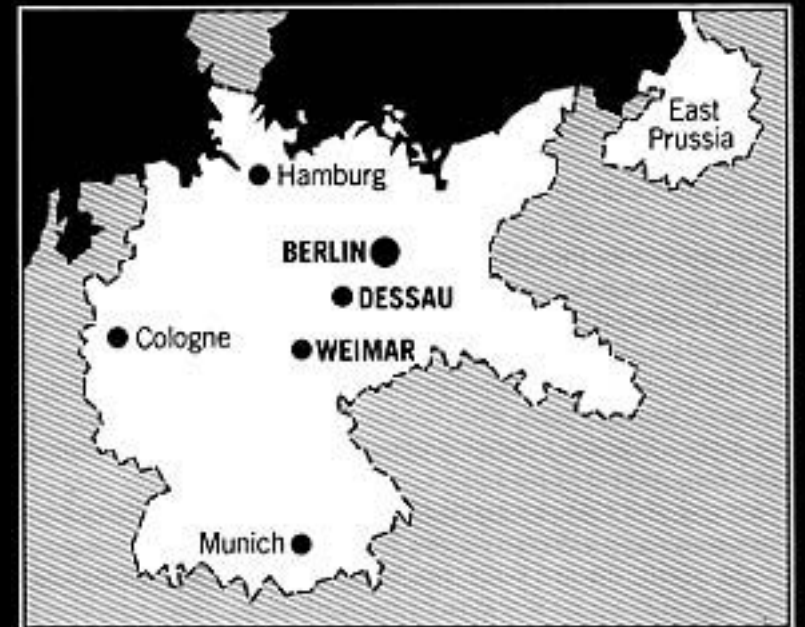 East
Prussia
Hamburg
BERLIN
DESSAU
Cologne
WEIMAR
Munich